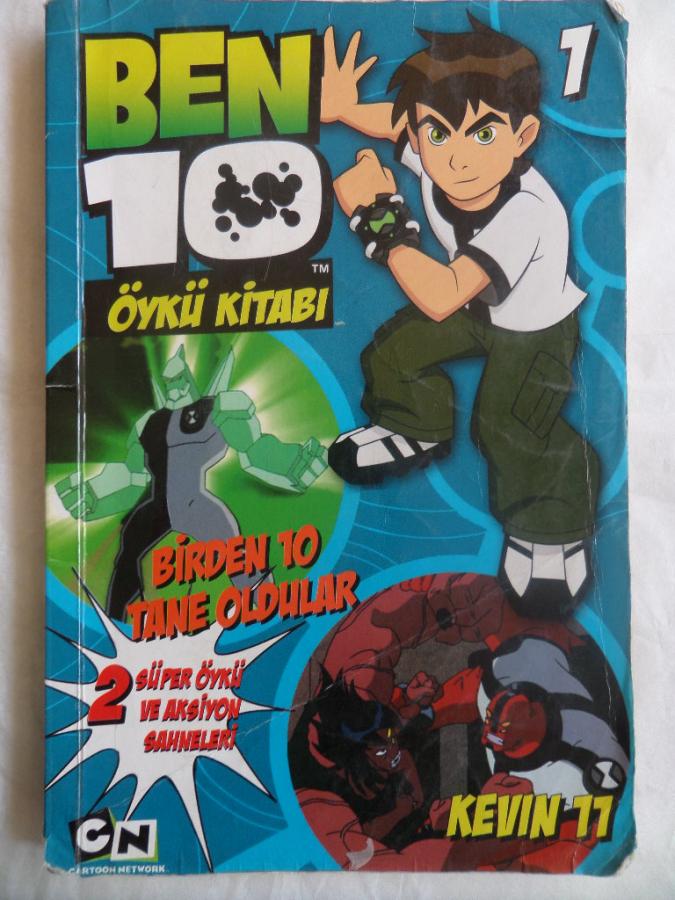 BEN
10
TM
1
ÖYKÜ KİTABI
BİRDEN 10
TANE OLDULAR
2 SÜPER ÖYKÜ
VE AKSİYON
SAHNELERİ
KEVIN 11
CN
CARTOON NETWORK